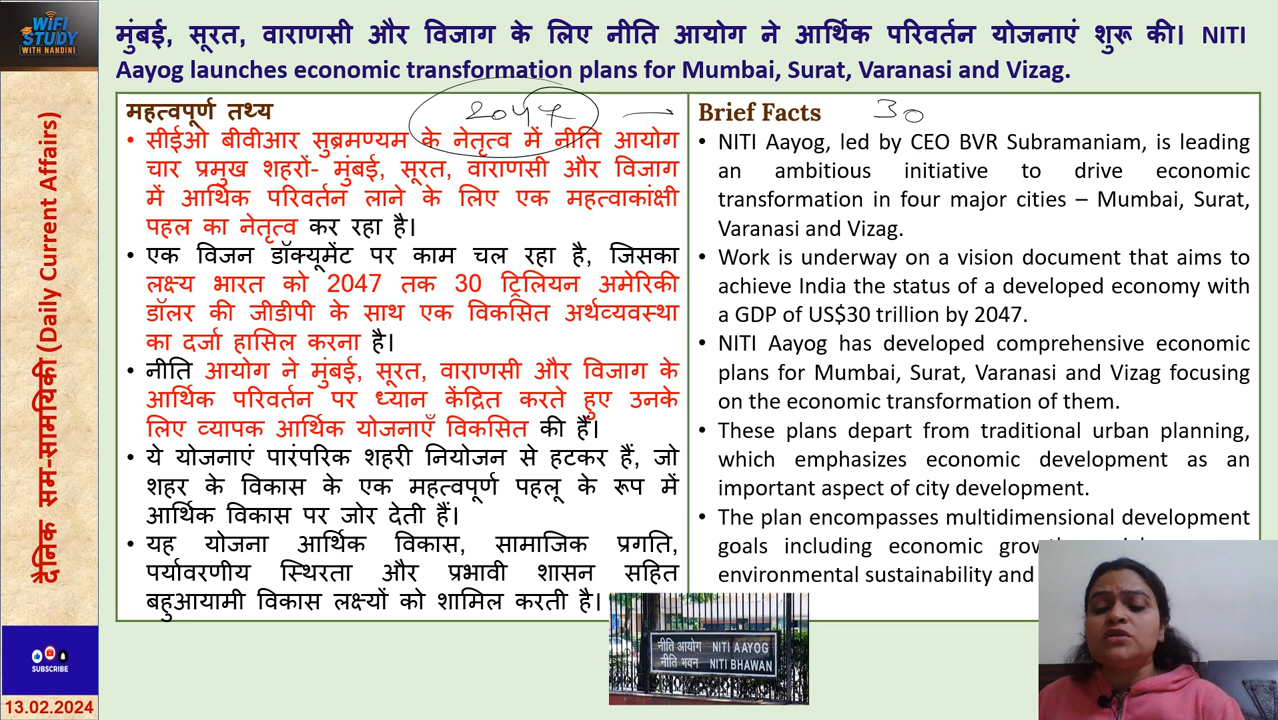 WiFi
STUDY
WITH NANDINI
मुंबई, सूरत, वाराणसी और विजाग के लिए नीति आयोग ने आर्थिक परिवर्तन योजनाएं शुरू की। NITI
Aayog launches economic transformation plans for Mumbai, Surat, Varanasi and Vizag.
दैनिक सम-सामयिकी (Daily Current Affairs)
महत्वपूर्ण तथ्य
2047
• सीईओ बीवीआर सुब्रमण्यम के नेतृत्व में नीति आयोग
चार प्रमुख शहरों- मुंबई, सूरत, वाराणसी और विजाग
में आर्थिक परिवर्तन लाने के लिए एक महत्वाकांक्षी
पहल का नेतृत्व कर रहा है।
• एक विजन डॉक्यूमेंट पर काम चल रहा है, जिसका
लक्ष्य भारत को 2047 तक 30 ट्रिलियन अमेरिकी
डॉलर की जीडीपी के साथ एक विकसित अर्थव्यवस्था
का दर्जा हासिल करना है।
• नीति आयोग ने मुंबई, सूरत, वाराणसी और विजाग के
आर्थिक परिवर्तन पर ध्यान केंद्रित करते हुए उनके
लिए व्यापक आर्थिक योजनाएँ विकसित की हैं।
• ये योजनाएं पारंपरिक शहरी नियोजन से हटकर हैं, जो
शहर के विकास के एक महत्वपूर्ण पहलू के रूप में
आर्थिक विकास पर जोर देती हैं।
• यह योजना आर्थिक विकास, सामाजिक प्रगति,
पर्यावरणीय स्थिरता और प्रभावी शासन सहित
बहुआयामी विकास लक्ष्यों को शामिल करती है।
Brief Facts
30
• NITI Aayog, led by CEO BVR Subramaniam, is leading
an ambitious initiative to drive economic
transformation in four major cities – Mumbai, Surat,
Varanasi and Vizag.
• Work is underway on a vision document that aims to
achieve India the status of a developed economy with
a GDP of US$30 trillion by 2047.
• NITI Aayog has developed comprehensive economic
plans for Mumbai, Surat, Varanasi and Vizag focusing
on the economic transformation of them.
• These plans depart from traditional urban planning,
which emphasizes economic development as an
important aspect of city development.
• The plan encompasses multidimensional development
goals including economic
environmental sustainability and
नीति आयोग NITI AAYOG
नीति भवन NITI BHAWAN
SUBSCRIBE
13.02.2024